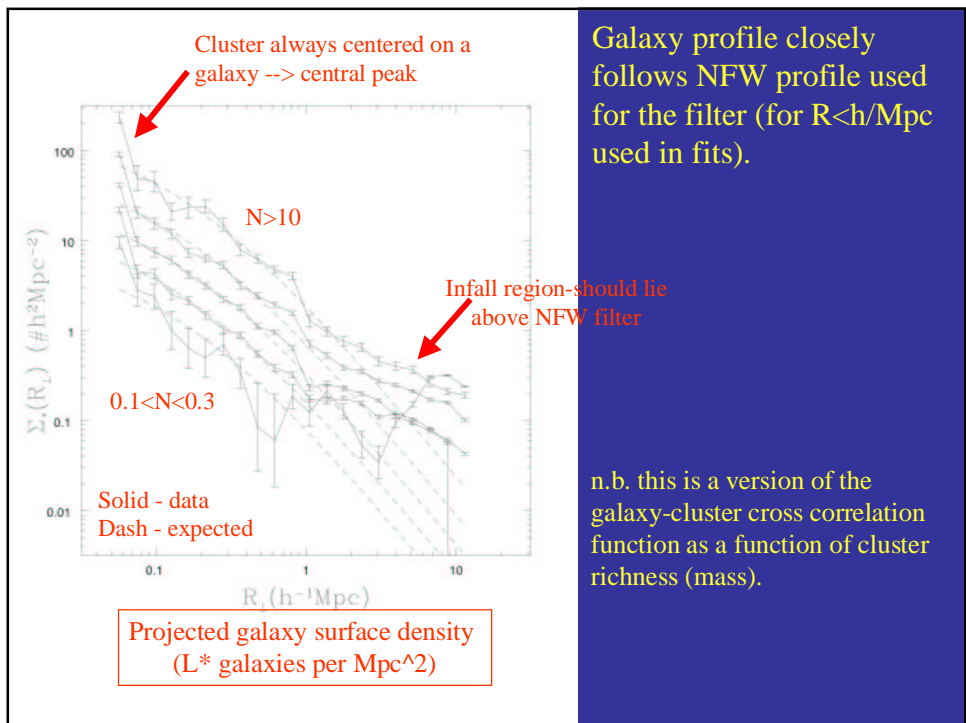 Cluster always centered on a
galaxy --> central peak
100
10
1
0.1
0.01
Σ*(R⊥) (#h²Mpc⁻²)
N>10
Infall region-should lie
above NFW filter
0.1<N<0.3
Solid - data
Dash - expected
0.1
1
10
R⊥(h⁻¹Mpc)
Projected galaxy surface density
(L* galaxies per Mpc^2)
Galaxy profile closely
follows NFW profile used
for the filter (for R<h/Mpc
used in fits).
n.b. this is a version of the
galaxy-cluster cross correlation
function as a function of cluster
richness (mass).